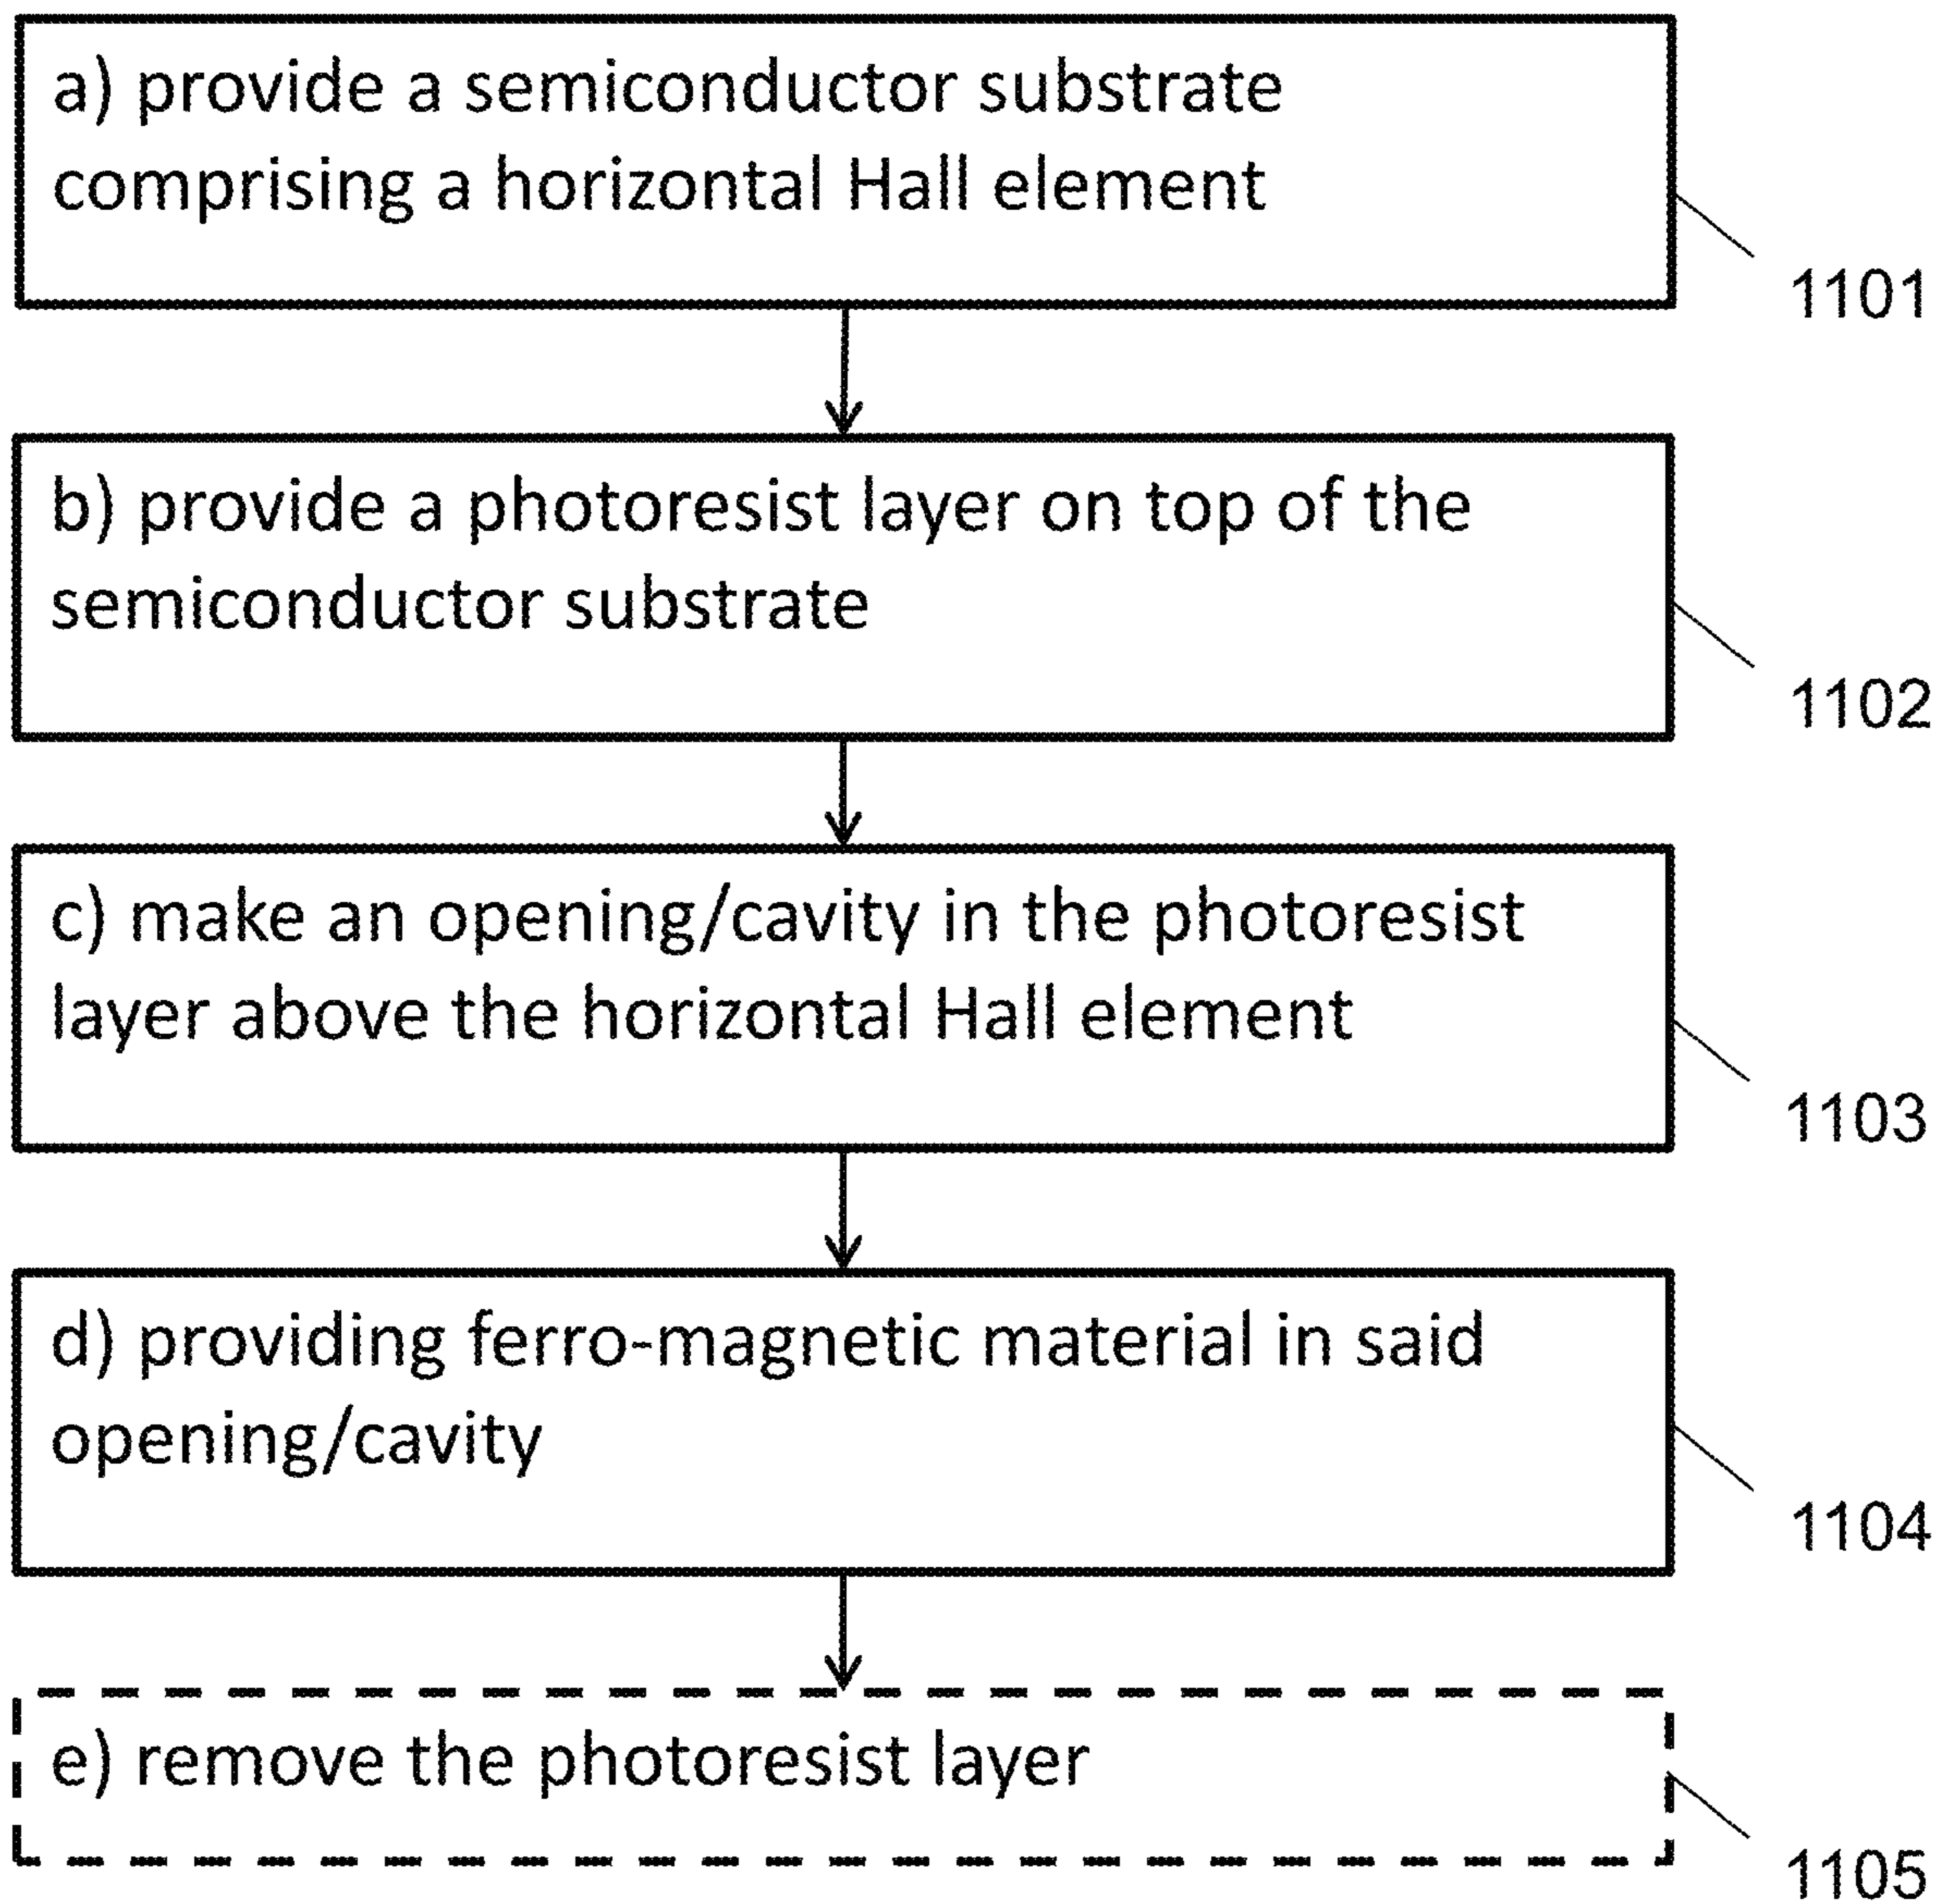 a) provide a semiconductor substrate
comprising a horizontal Hall element
1101
b) provide a photoresist layer on top of the
semiconductor substrate
1102
c) make an opening/cavity in the photoresist
layer above the horizontal Hall element
1103
d) providing ferro-magnetic material in said
opening/cavity
1104
e) remove the photoresist layer
1105